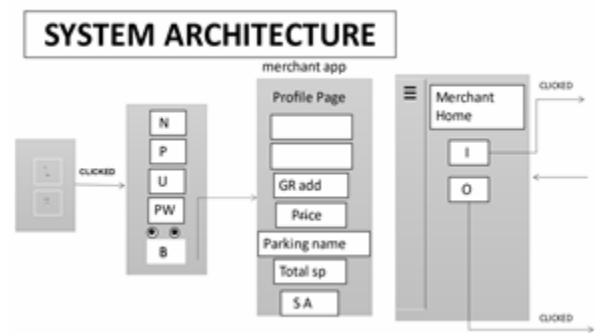 SYSTEM ARCHITECTURE
CLICKED
N
P
U
PW
B
merchant app
Profile Page
GR add
Price
Parking name
Total sp
S A
Merchant
Home
I
O
CLICKED
CLICKED